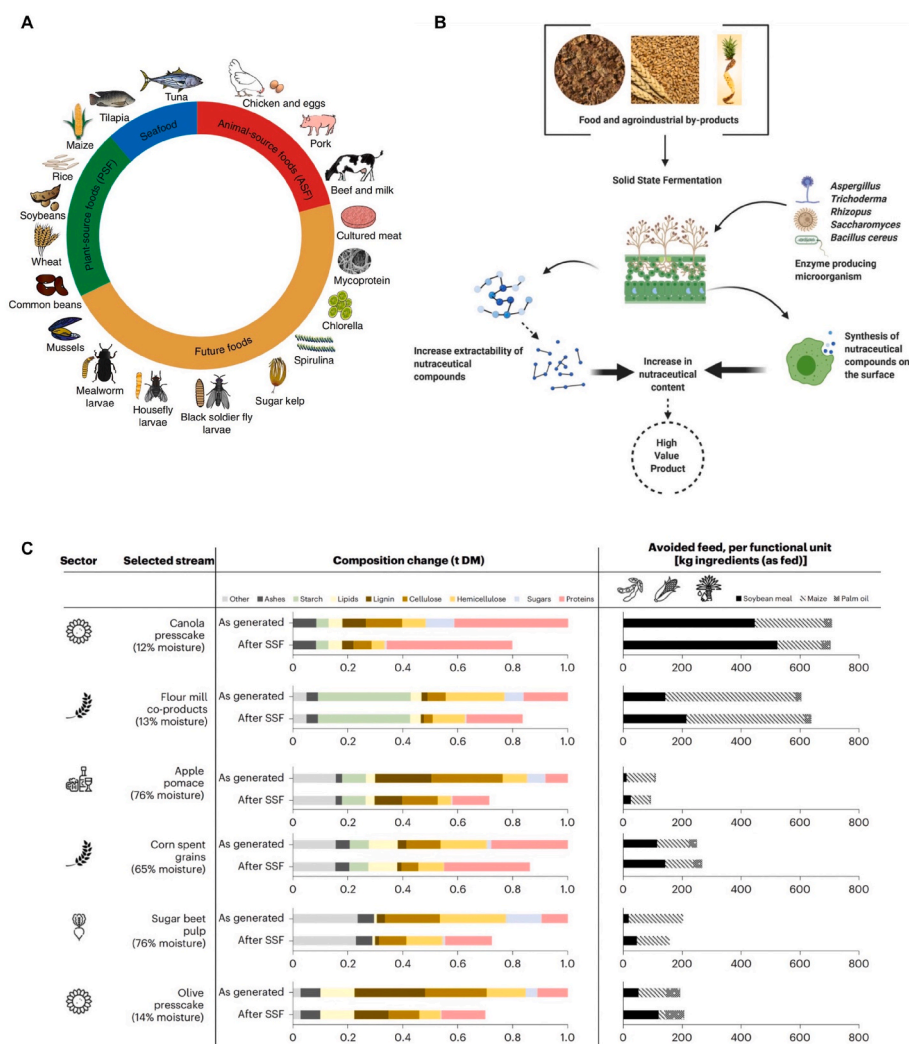 A
Tuna
Tilapia
Maize
Rice
Soybeans
Wheat
Common beans
Mussels
Mealworm
larvae
Housefly
larvae
Black soldier fly
larvae
Sugar kelp
Spirulina
Chlorella
Mycoprotein
Cultured meat
Beef and milk
Pork
Chicken and eggs
Seafood
Animal-source foods (ASF)
Plant-source foods (PSF)
Future foods
B
Food and agroindustrial by-products
Solid State Fermentation
Aspergillus
Trichoderma
Rhizopus
Saccharomyces
Bacillus cereus
Enzyme producing
microorganism
Increase extractability of
nutraceutical
compounds
Increase in
nutraceutical
content
Synthesis of
nutraceutical
compounds on
the surface
High
Value
Product
C
Sector
Selected stream
Composition change (t DM)
Avoided feed, per functional unit
[kg ingredients (as fed)]
Other Ashes Starch Lipids Lignin Cellulose Hemicellulose Sugars Proteins
Soybean meal Maize Palm oil
Canola
presscake
(12% moisture)
As generated
After SSF
0 0.2 0.4 0.6 0.8 1.0
0 200 400 600 800
Flour mill
co-products
(13% moisture)
As generated
After SSF
0 0.2 0.4 0.6 0.8 1.0
0 200 400 600 800
Apple
pomace
(76% moisture)
As generated
After SSF
0 0.2 0.4 0.6 0.8 1.0
0 200 400 600 800
Corn spent
grains
(65% moisture)
As generated
After SSF
0 0.2 0.4 0.6 0.8 1.0
0 200 400 600 800
Sugar beet
pulp
(76% moisture)
As generated
After SSF
0 0.2 0.4 0.6 0.8 1.0
0 200 400 600 800
Olive
presscake
(14% moisture)
As generated
After SSF
0 0.2 0.4 0.6 0.8 1.0
0 200 400 600 800